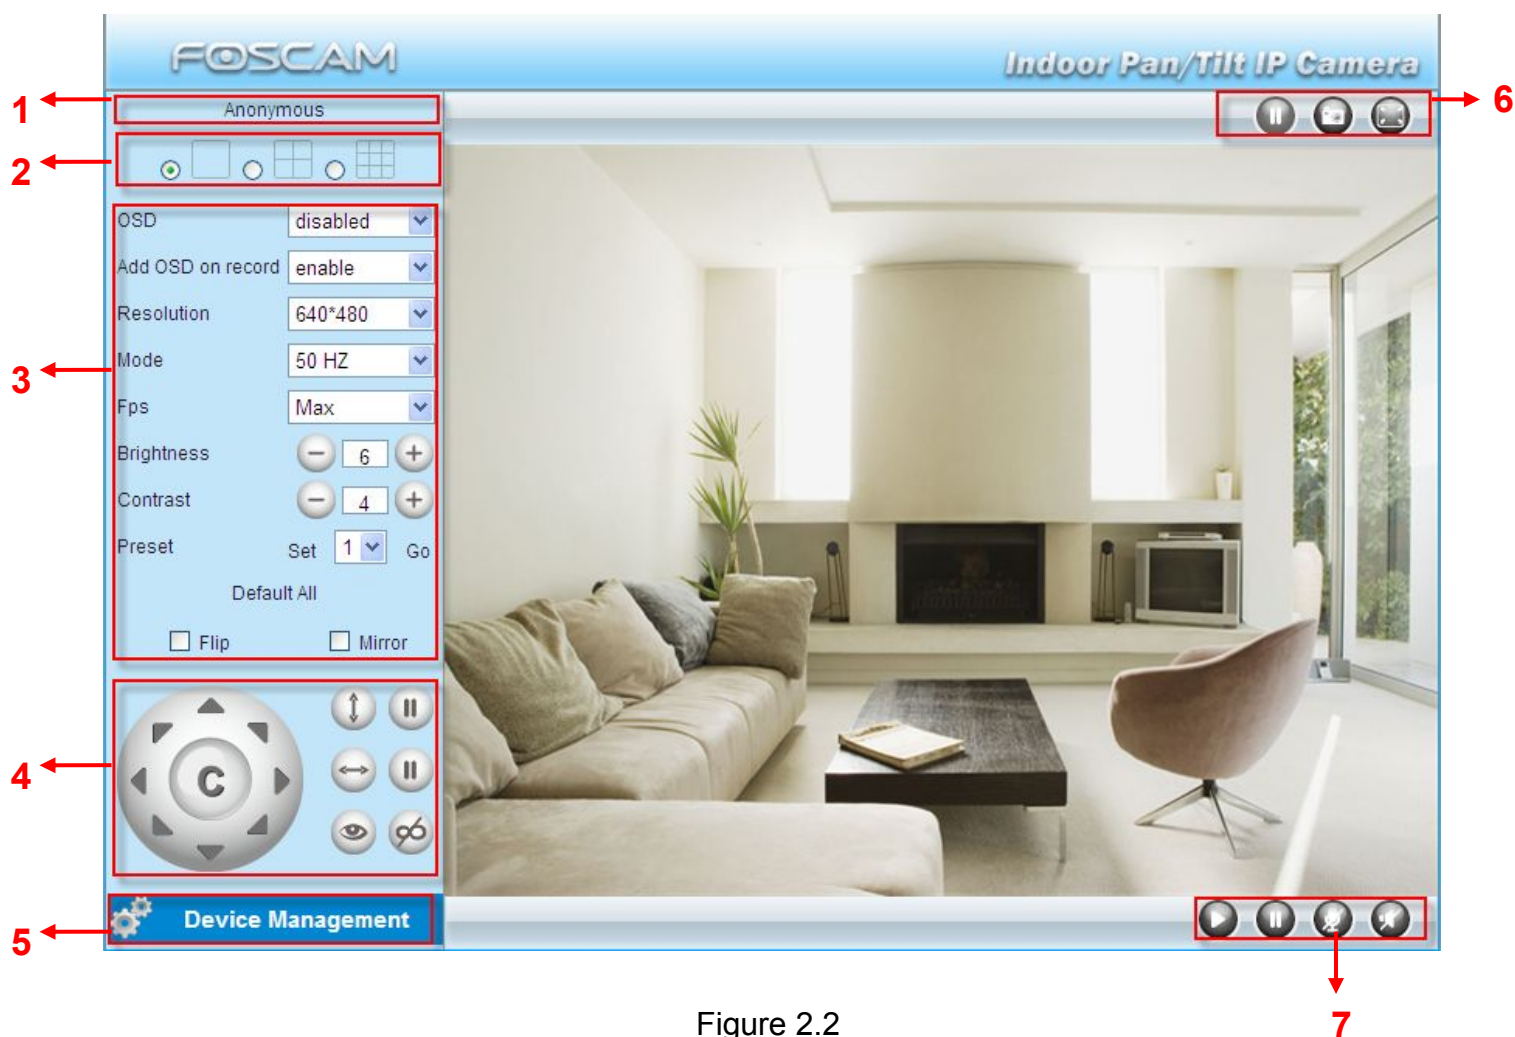 FOSCAM
Indoor Pan/Tilt IP Camera
1
Anonymous
6
2
OSD disabled
Add OSD on record enable
Resolution 640*480
Mode 50 HZ
3
Fps Max
Brightness 6
Contrast 4
Preset Set 1 Go
Default All
Flip Mirror
4
C
5
Device Management
7
Figure 2.2